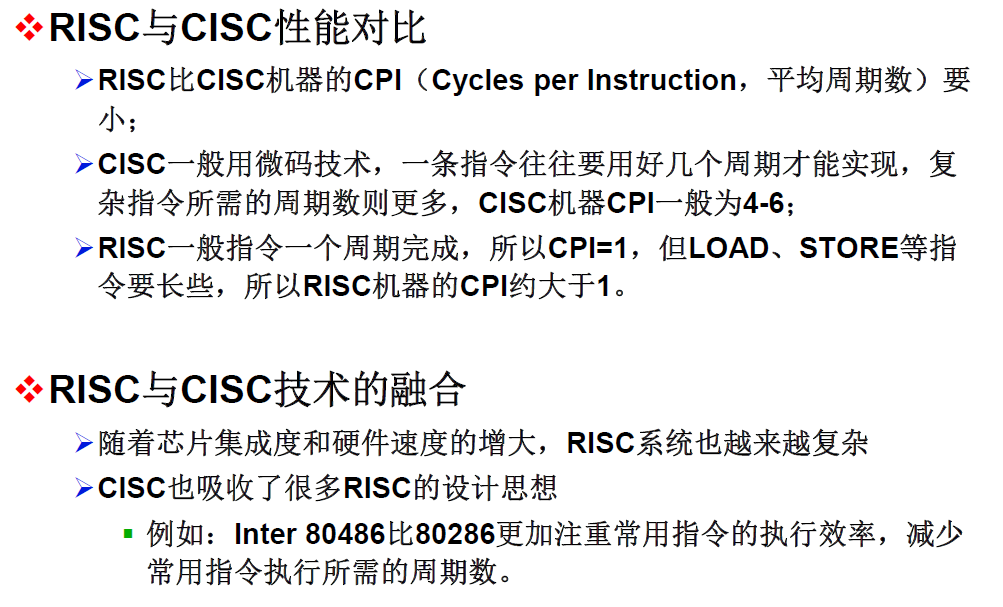 RISC与CISC性能对比
RISC比CISC机器的CPI（Cycles per Instruction，平均周期数）要
小；
CISC一般用微码技术，一条指令往往要用好几个周期才能实现，复
杂指令所需的周期数则更多，CISC机器CPI一般为4-6；
RISC一般指令一个周期完成，所以CPI=1，但LOAD、STORE等指
令要长些，所以RISC机器的CPI约大于1。
RISC与CISC技术的融合
随着芯片集成度和硬件速度的增大，RISC系统也越来越复杂
CISC也吸收了很多RISC的设计思想
例如：Inter 80486比80286更加注重常用指令的执行效率，减少
常用指令执行所需的周期数。